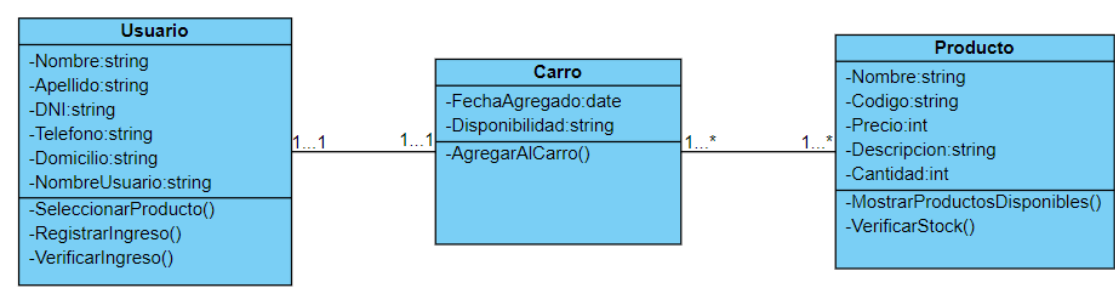 Usuario
-Nombre:string
-Apellido:string
-DNI:string
-Telefono:string
-Domicilio:string
-NombreUsuario:string
-SeleccionarProducto()
-RegistrarIngreso()
-VerificarIngreso()
1...1
1...1
Carro
-FechaAgregado:date
-Disponibilidad:string
-AgregarAlCarro()
1...*
1...*
Producto
-Nombre:string
-Codigo:string
-Precio:int
-Descripcion:string
-Cantidad:int
-MostrarProductosDisponibles()
-VerificarStock()